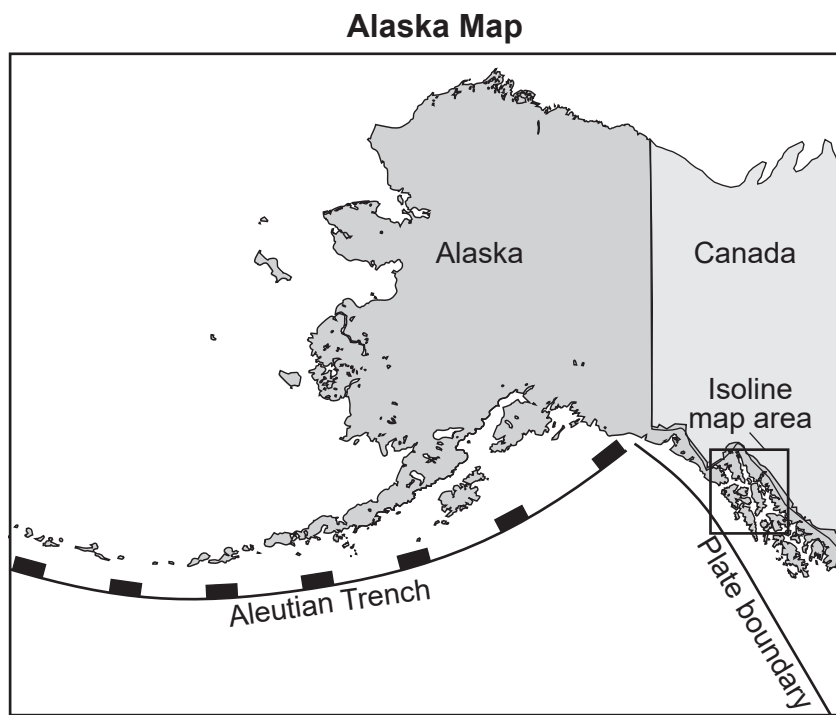 Alaska Map
Alaska
Canada
Isoline
map area
Aleutian Trench
Plate boundary